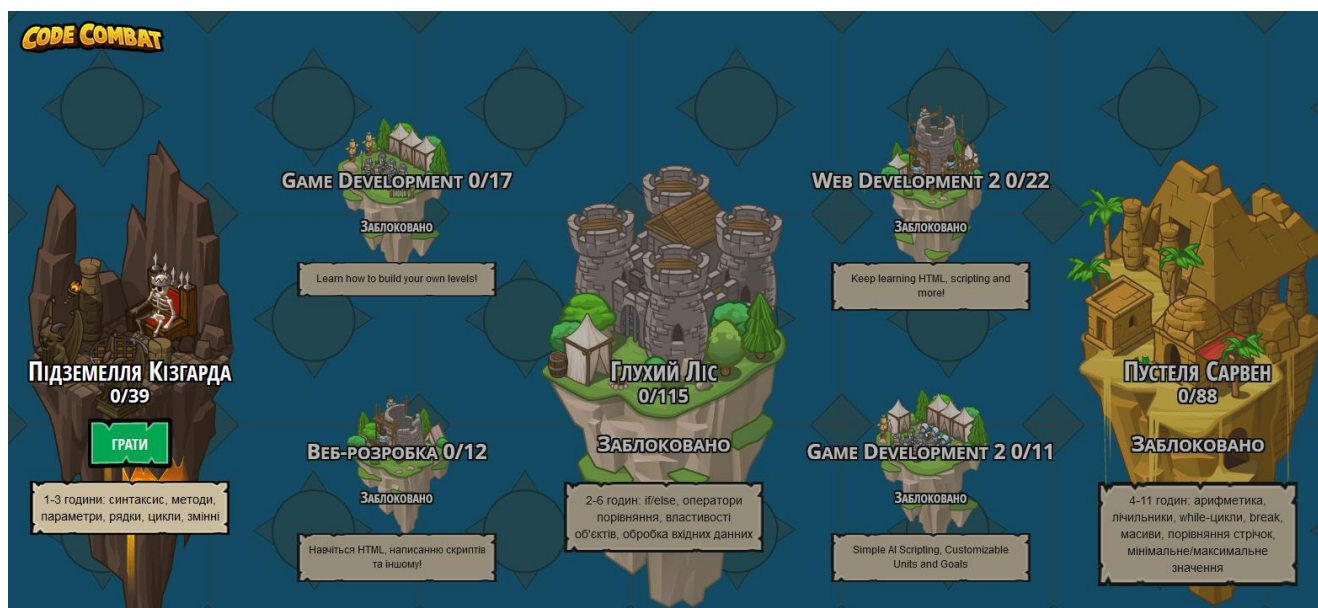 CODE COMBAT
ПІДЗЕМЕЛЛЯ КІЗГАРДА
0/39
ГРАТИ
1-3 години: синтаксис, методи,
параметри, рядки, цикли, змінні
GAME DEVELOPMENT 0/17
ЗАБЛОКОВАНО
Learn how to build your own levels!
ВЕБ-РОЗРОБКА 0/12
ЗАБЛОКОВАНО
Навчіться HTML, написанню скриптів
та іншому!
ГЛУХИЙ ЛІС
0/115
ЗАБЛОКОВАНО
2-6 годин: if/else, оператори
порівняння, властивості
об'єктів, обробка вхідних данних
WEB DEVELOPMENT 2 0/22
ЗАБЛОКОВАНО
Keep learning HTML, scripting and
more!
GAME DEVELOPMENT 2 0/11
ЗАБЛОКОВАНО
Simple AI Scripting, Customizable
Units and Goals
ПУСТЕЛЯ САРВЕН
0/88
ЗАБЛОКОВАНО
4-11 годин: арифметика,
лічильники, while-цикли, break,
масиви, порівняння стрічок,
мінімальне/максимальне
значення